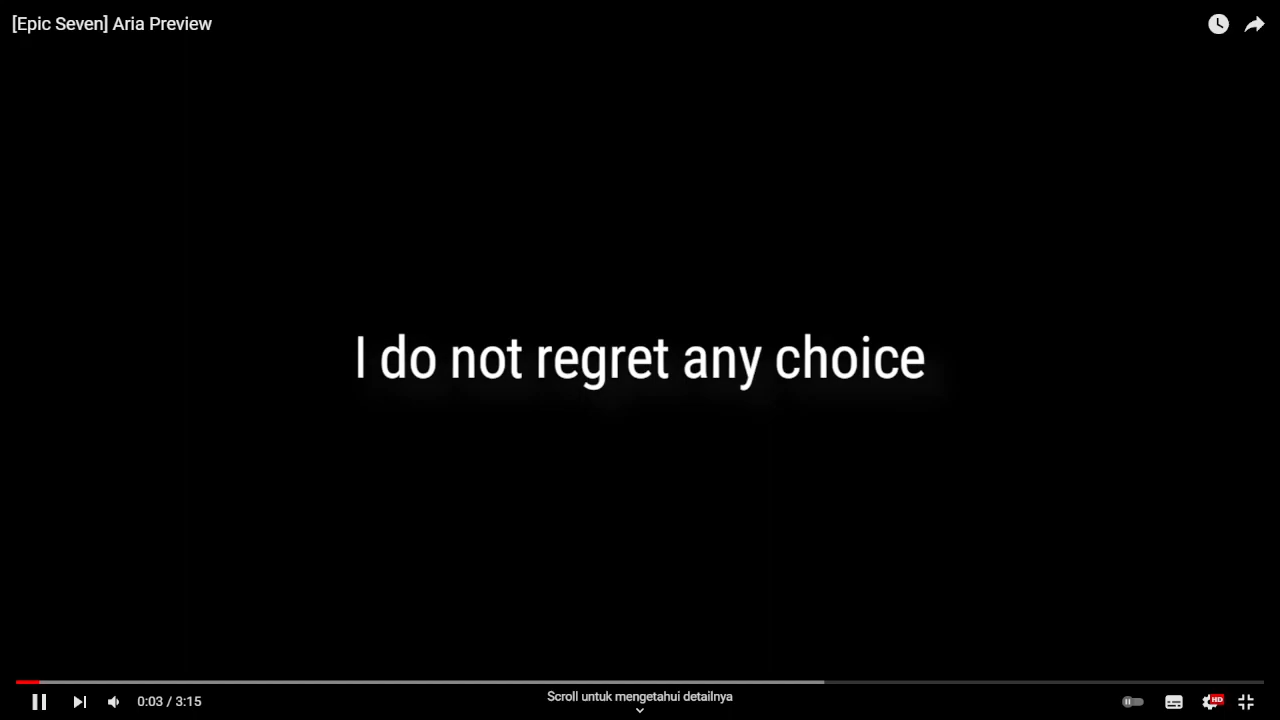 [Epic Seven] Aria Preview
I do not regret any choice
0:03 / 3:15
Scroll untuk mengetahui detailnya
HD